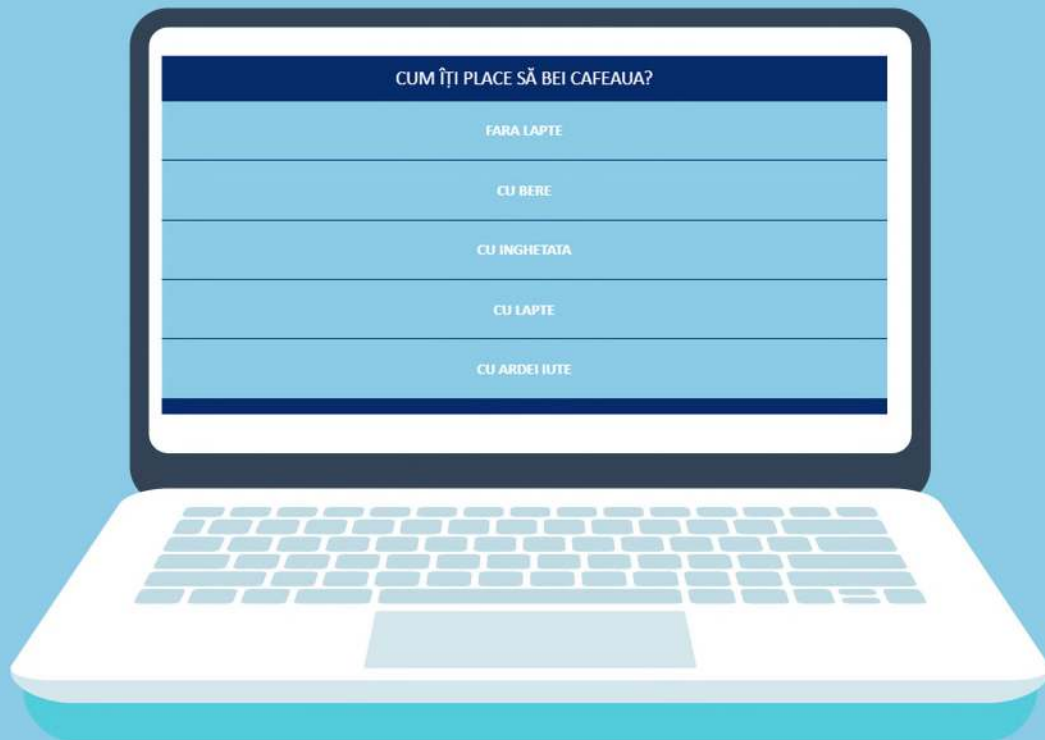 CUM ÎȚI PLACE SĂ BEI CAFEAUA?
FARA LAPTE
CU BERE
CU INGHETATA
CU LAPTE
CU ARDEI IUTE